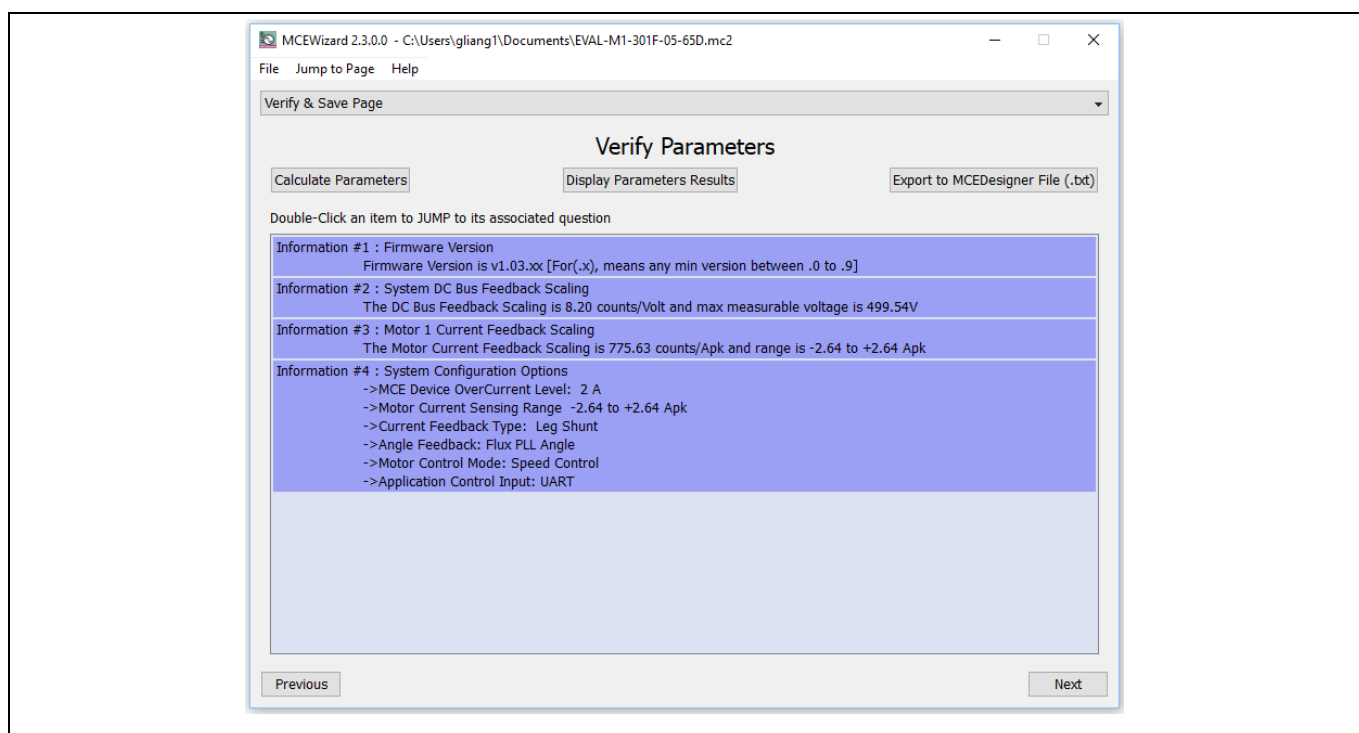 MCEWizard 2.3.0.0 - C:\Users\gliang1\Documents\EVAL-M1-301F-05-65D.mc2
File Jump to Page Help
Verify & Save Page
Verify Parameters
Calculate Parameters Display Parameters Results Export to MCEDesigner File (.txt)
Double-Click an item to JUMP to its associated question
Information #1 : Firmware Version
Firmware Version is v1.03.xx [For(.x), means any min version between .0 to .9]
Information #2 : System DC Bus Feedback Scaling
The DC Bus Feedback Scaling is 8.20 counts/Volt and max measurable voltage is 499.54V
Information #3 : Motor 1 Current Feedback Scaling
The Motor Current Feedback Scaling is 775.63 counts/Apk and range is -2.64 to +2.64 Apk
Information #4 : System Configuration Options
->MCE Device OverCurrent Level: 2 A
->Motor Current Sensing Range -2.64 to +2.64 Apk
->Current Feedback Type: Leg Shunt
->Angle Feedback: Flux PLL Angle
->Motor Control Mode: Speed Control
->Application Control Input: UART
Previous Next